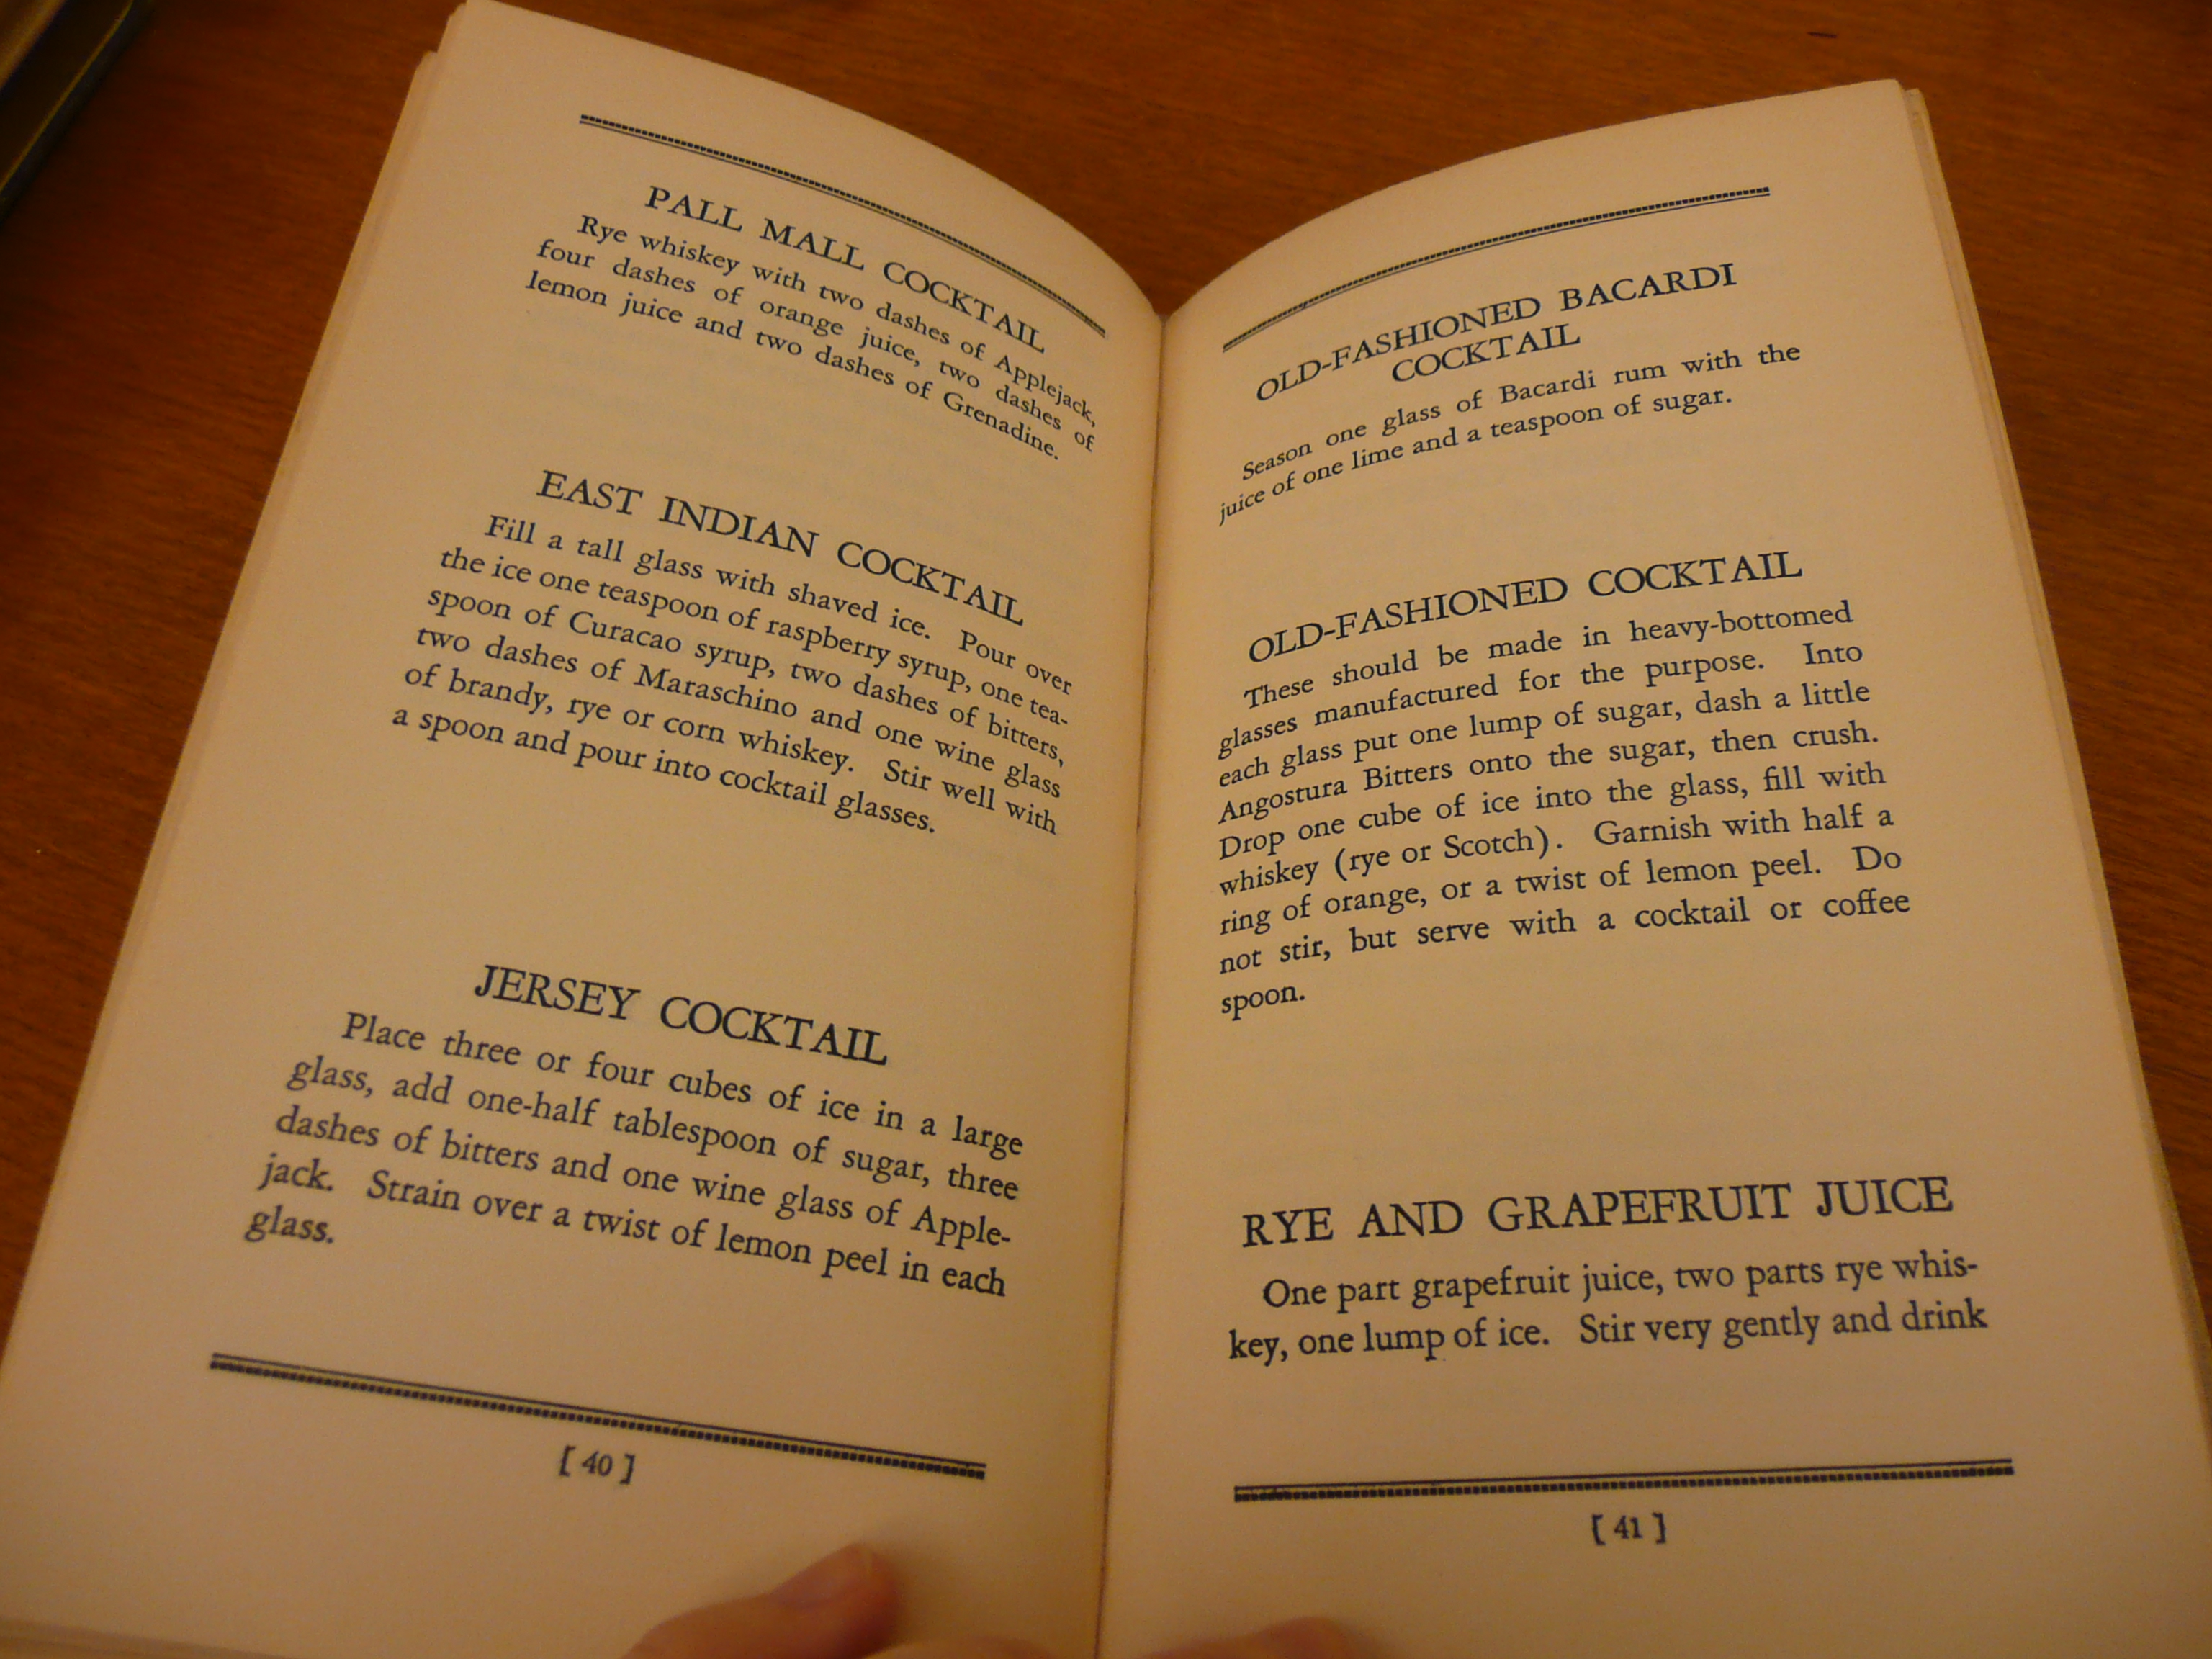 PALL MALL COCKTAIL
Rye whiskey with two dashes of Applejack,
four dashes of orange juice, two dashes of
lemon juice and two dashes of Grenadine.
EAST INDIAN COCKTAIL
Fill a tall glass with shaved ice. Pour over
the ice one teaspoon of raspberry syrup, one tea-
spoon of Curacao syrup, two dashes of bitters,
two dashes of Maraschino and one wine glass
of brandy, rye or corn whiskey. Stir well with
a spoon and pour into cocktail glasses.
JERSEY COCKTAIL
Place three or four cubes of ice in a large
glass, add one-half tablespoon of sugar, three
dashes of bitters and one wine glass of Apple-
jack. Strain over a twist of lemon peel in each
glass.
[ 40 ]
OLD-FASHIONED BACARDI
COCKTAIL
Season one glass of Bacardi rum with the
juice of one lime and a teaspoon of sugar.
OLD-FASHIONED COCKTAIL
These should be made in heavy-bottomed
glasses manufactured for the purpose. Into
each glass put one lump of sugar, dash a little
Angostura Bitters onto the sugar, then crush.
Drop one cube of ice into the glass, fill with
whiskey (rye or Scotch). Garnish with half a
ring of orange, or a twist of lemon peel. Do
not stir, but serve with a cocktail or coffee
spoon.
RYE AND GRAPEFRUIT JUICE
One part grapefruit juice, two parts rye whis-
key, one lump of ice. Stir very gently and drink
[ 41 ]